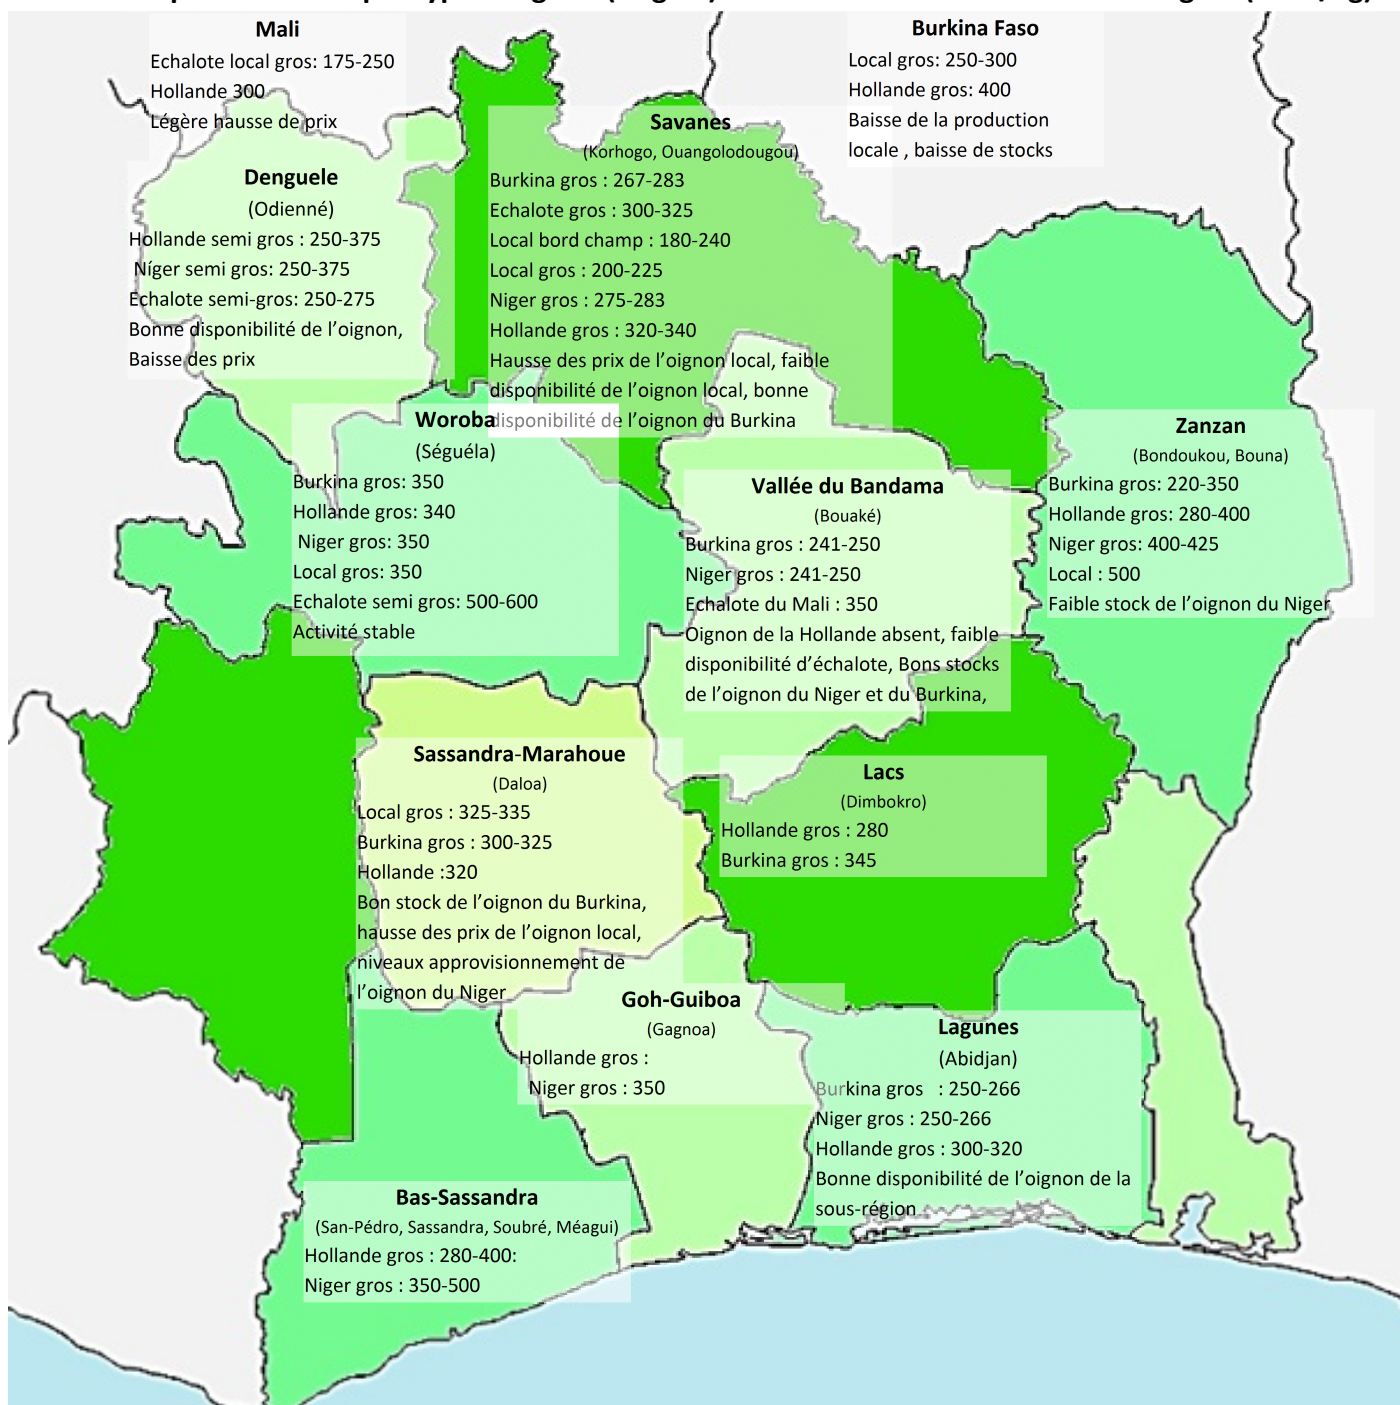 Mali
Echalote local gros: 175-250
Hollande 300
Légère hausse de prix
Burkina Faso
Local gros: 250-300
Hollande gros: 400
Baisse de la production
locale , baisse de stocks
Savanes
(Korhogo, Ouangolodougou)
Burkina gros : 267-283
Echalote gros : 300-325
Local bord champ : 180-240
Local gros : 200-225
Niger gros : 275-283
Hollande gros : 320-340
Hausse des prix de l’oignon local, faible
disponibilité de l’oignon local, bonne
disponibilité de l’oignon du Burkina
Denguele
(Odienné)
Hollande semi gros : 250-375
Níger semi gros: 250-375
Echalote semi-gros: 250-275
Bonne disponibilité de l’oignon,
Baisse des prix
Woroba
(Séguéla)
Burkina gros: 350
Hollande gros: 340
Niger gros: 350
Local gros: 350
Echalote semi gros: 500-600
Activité stable
Vallée du Bandama
(Bouaké)
Burkina gros : 241-250
Niger gros : 241-250
Echalote du Mali : 350
Oignon de la Hollande absent, faible
disponibilité d’échalote, Bons stocks
de l’oignon du Niger et du Burkina,
Zanzan
(Bondoukou, Bouna)
Burkina gros: 220-350
Hollande gros: 280-400
Niger gros: 400-425
Local : 500
Faible stock de l’oignon du Niger
Sassandra-Marahoue
(Daloa)
Local gros : 325-335
Burkina gros : 300-325
Hollande :320
Bon stock de l’oignon du Burkina,
hausse des prix de l’oignon local,
niveaux approvisionnement de
l’oignon du Niger
Lacs
(Dimbokro)
Hollande gros : 280
Burkina gros : 345
Goh-Guiboa
(Gagnoa)
Hollande gros :
Niger gros : 350
Lagunes
(Abidjan)
Burkina gros : 250-266
Niger gros : 250-266
Hollande gros : 300-320
Bonne disponibilité de l’oignon de la
sous-région
Bas-Sassandra
(San-Pédro, Sassandra, Soubré, Méagui)
Hollande gros : 280-400:
Niger gros : 350-500